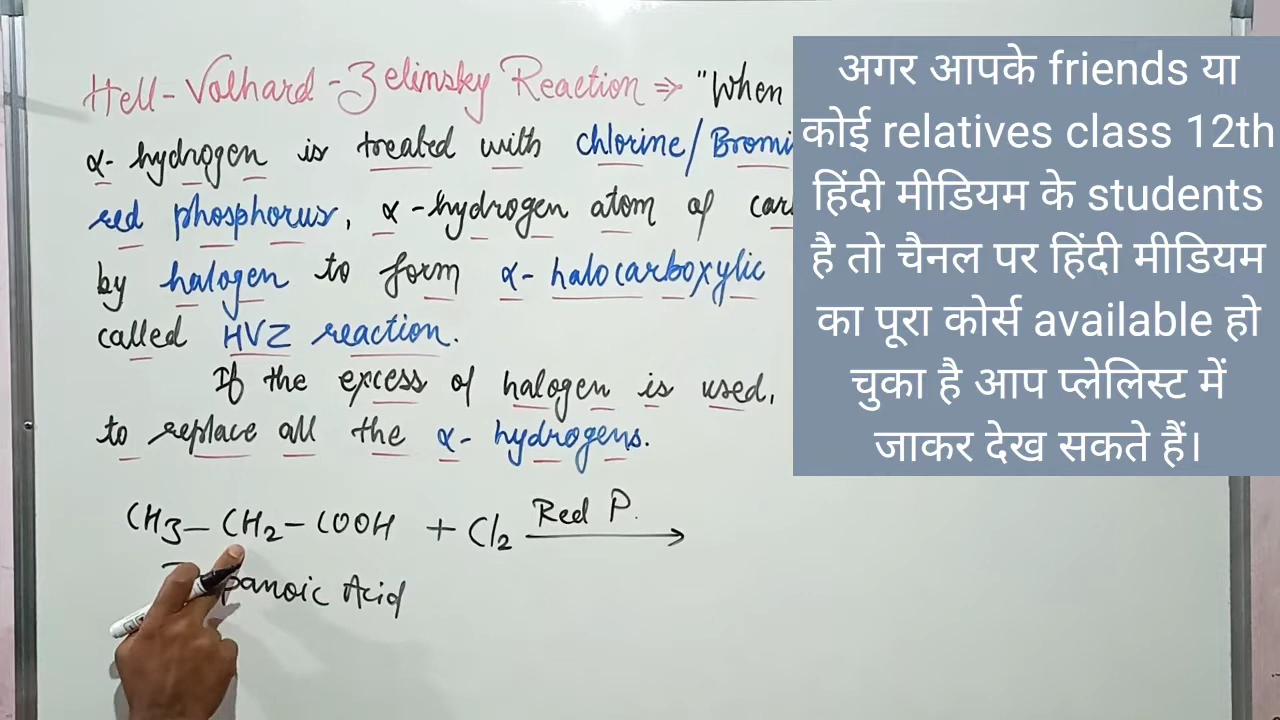 Hell-Volhard-Zelinsky Reaction ⇒ "When
α-hydrogen is treated with chlorine/Bromi
red phosphorus, α-hydrogen atom of car
by halogen to form α-halocarboxylic
called HVZ reaction.
If the excess of halogen is used,
to replace all the α-hydrogens.
CH3-CH2-COOH + Cl2 Red P. →
panoic Acid
अगर आपके friends या
कोई relatives class 12th
हिंदी मीडियम के students
है तो चैनल पर हिंदी मीडियम
का पूरा कोर्स available हो
चुका है आप प्लेलिस्ट में
जाकर देख सकते हैं।